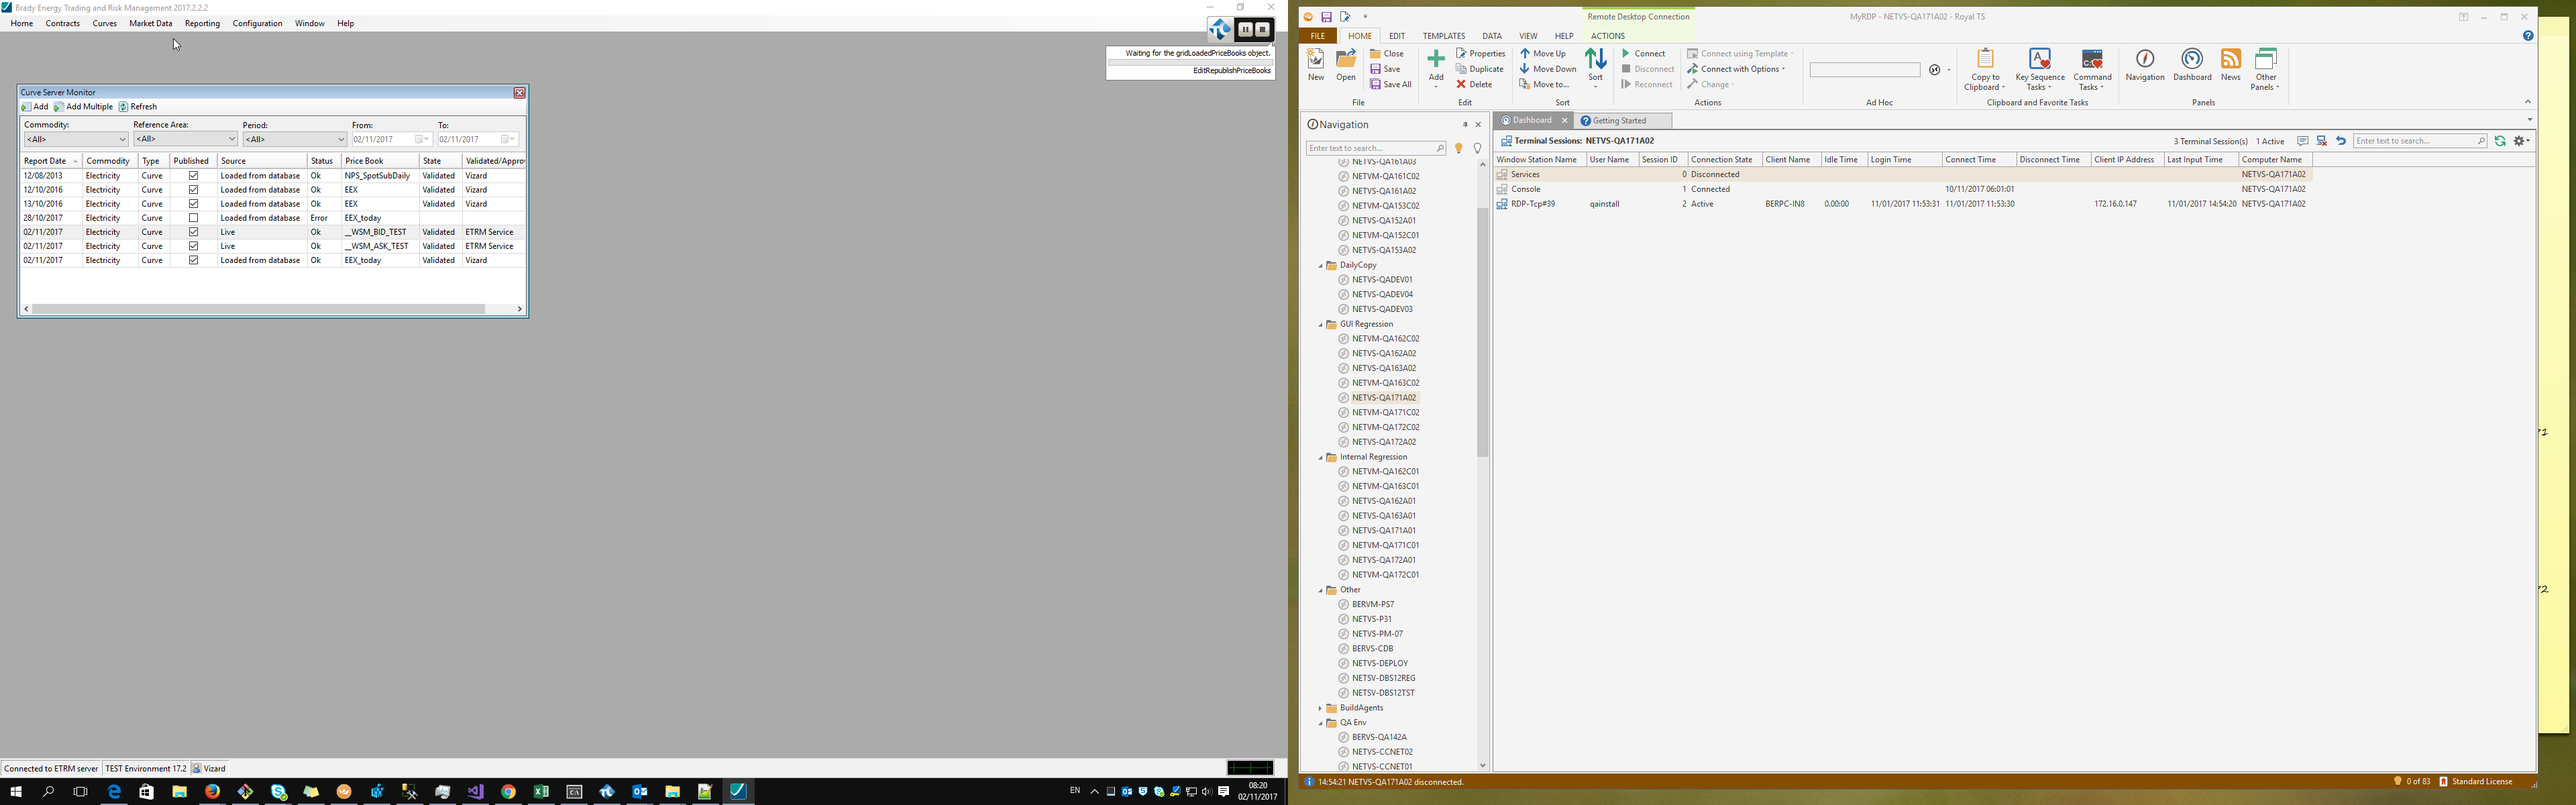 Brady Energy Trading and Risk Management 2017.2.2.2
Home Contracts Curves Market Data Reporting Configuration Window Help
Waiting for the gridLoadedPriceBooks object.
EditRepublishPriceBooks
Curve Server Monitor
Add Add Multiple Refresh
Commodity: Reference Area: Period: From: To:
<All> <All> <All> 02/11/2017 02/11/2017
Report Date Commodity Type Published Source Status Price Book State Validated/Approv
12/08/2013 Electricity Curve Loaded from database Ok NPS_SpotSubDaily Validated Vizard
12/10/2016 Electricity Curve Loaded from database Ok EEX Validated Vizard
13/10/2016 Electricity Curve Loaded from database Ok EEX Validated Vizard
28/10/2017 Electricity Curve Loaded from database Error EEX_today
02/11/2017 Electricity Curve Live Ok __WSM_BID_TEST Validated ETRM Service
02/11/2017 Electricity Curve Live Ok __WSM_ASK_TEST Validated ETRM Service
02/11/2017 Electricity Curve Loaded from database Ok EEX_today Validated Vizard
Connected to ETRM server TEST Environment 17.2 Vizard
EN 08:20
02/11/2017
Remote Desktop Connection MyRDP - NETVS-QA171A02 - Royal TS
FILE HOME EDIT TEMPLATES DATA VIEW HELP ACTIONS
New Open Close Save Save All
File
Add Properties Duplicate Delete
Edit
Move Up Move Down Move to... Sort
Sort
Connect Disconnect Reconnect Connect using Template Connect with Options Change
Actions
Ad Hoc
Copy to Clipboard Key Sequence Tasks Command Tasks
Clipboard and Favorite Tasks
Navigation Dashboard News Other Panels
Panels
Navigation
Enter text to search...
NETVS-QA161A03
NETVM-QA161C02
NETVS-QA161A02
NETVM-QA153C02
NETVS-QA152A01
NETVM-QA152C01
NETVS-QA153A02
DailyCopy
NETVS-QADEV01
NETVS-QADEV04
NETVS-QADEV03
GUI Regression
NETVM-QA162C02
NETVS-QA162A02
NETVS-QA163A02
NETVM-QA163C02
NETVS-QA171A02
NETVM-QA171C02
NETVM-QA172C02
NETVS-QA172A02
Internal Regression
NETVM-QA162C01
NETVM-QA163C01
NETVS-QA162A01
NETVS-QA163A01
NETVS-QA171A01
NETVM-QA171C01
NETVS-QA172A01
NETVM-QA172C01
Other
BERVM-PS7
NETVS-P31
NETVS-PM-07
BERVS-CDB
NETVS-DEPLOY
NETSV-DBS12REG
NETSV-DBS12TST
BuildAgents
QA Env
BERVS-QA142A
NETVS-CCNET02
NETVS-CCNET01
Dashboard Getting Started
Terminal Sessions: NETVS-QA171A02 3 Terminal Session(s) 1 Active Enter text to search...
Window Station Name User Name Session ID Connection State Client Name Idle Time Login Time Connect Time Disconnect Time Client IP Address Last Input Time Computer Name
Services 0 Disconnected NETVS-QA171A02
Console 1 Connected 10/11/2017 06:01:01 NETVS-QA171A02
RDP-Tcp#39 qainstall 2 Active BERPC-IN8 0.00:00 11/01/2017 11:53:31 11/01/2017 11:53:30 172.16.0.147 11/01/2017 14:54:20 NETVS-QA171A02
14:54:21 NETVS-QA171A02 disconnected. 0 of 83 Standard License